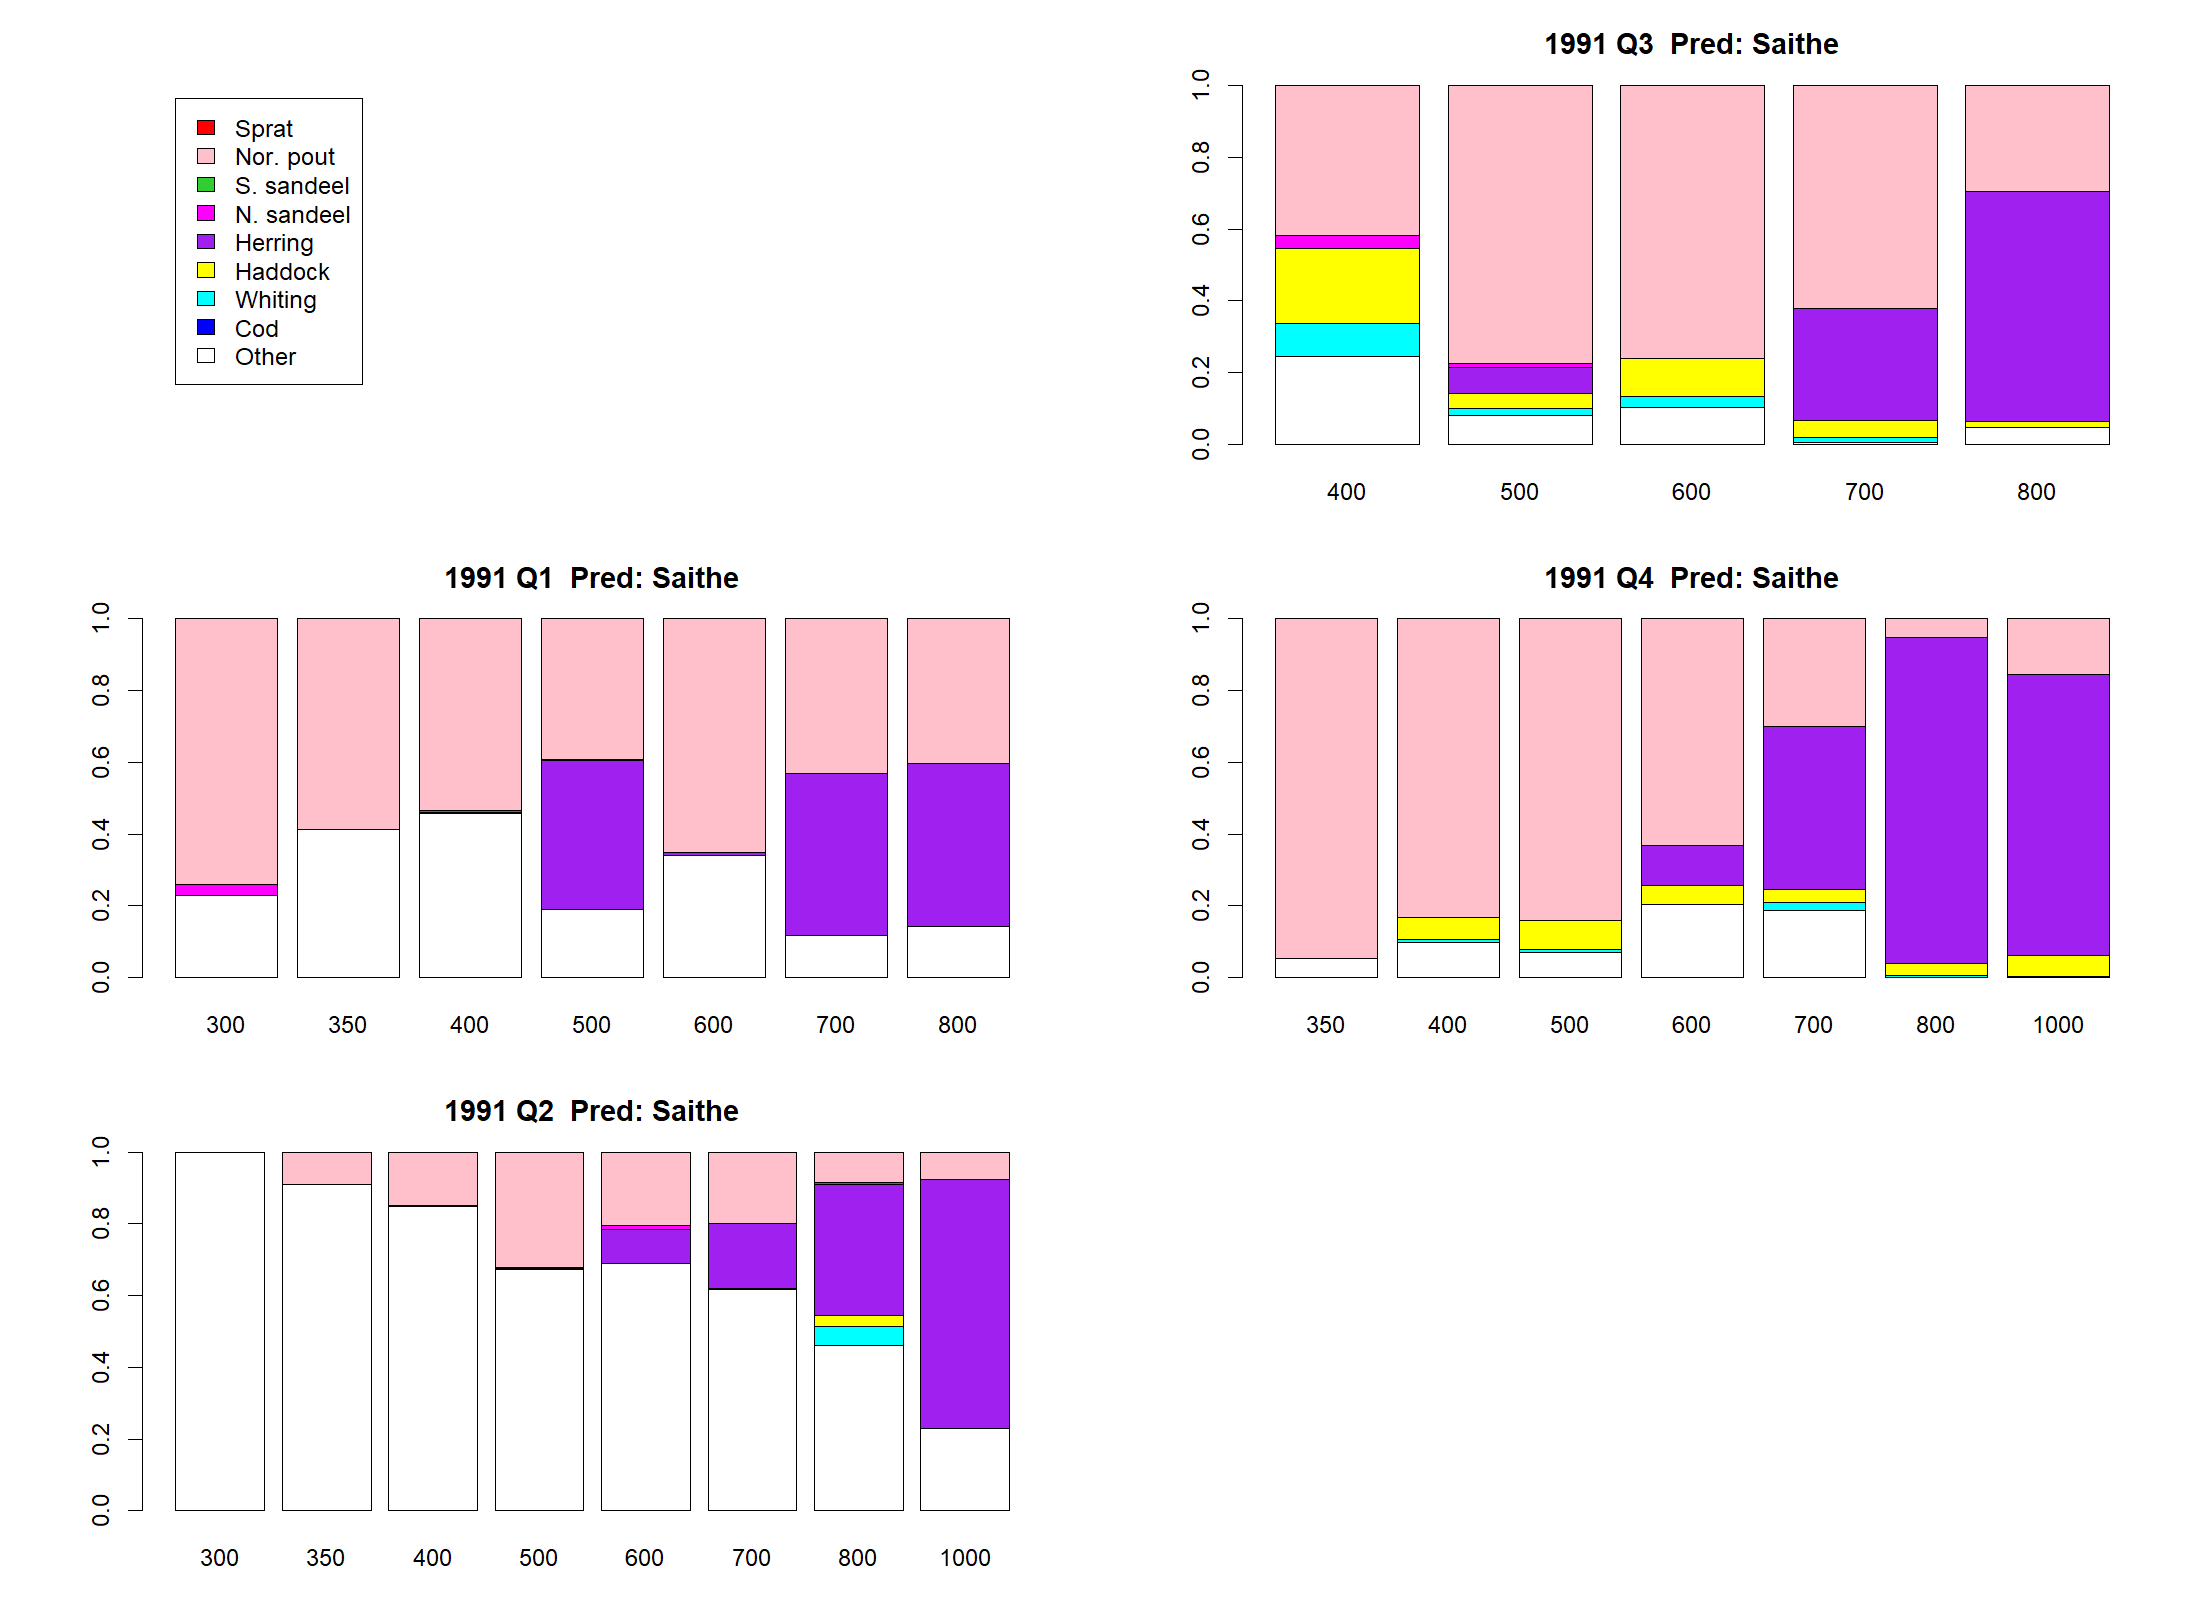 Sprat
Nor. pout
S. sandeel
N. sandeel
Herring
Haddock
Whiting
Cod
Other
1991 Q3  Pred: Saithe
1.0
0.8
0.6
0.4
0.2
0.0
400 500 600 700 800
1991 Q1  Pred: Saithe
1.0
0.8
0.6
0.4
0.2
0.0
300 350 400 500 600 700 800
1991 Q4  Pred: Saithe
1.0
0.8
0.6
0.4
0.2
0.0
350 400 500 600 700 800 1000
1991 Q2  Pred: Saithe
1.0
0.8
0.6
0.4
0.2
0.0
300 350 400 500 600 700 800 1000